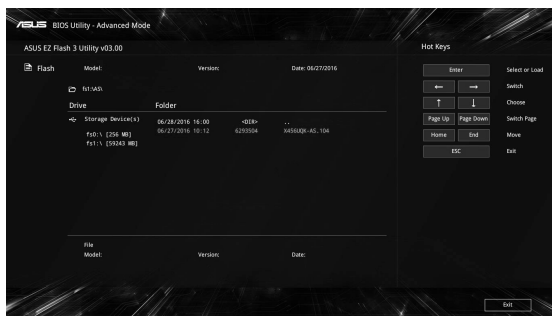 ASUS BIOS Utility - Advanced Mode
ASUS EZ Flash 3 Utility v03.00
Flash
Model: Version: Date: 06/27/2016
fs1:\AS\
Drive Folder
Storage Device(s)
fs0:\ [256 MB]
fs1:\ [59243 MB]
06/28/2016 16:00 <DIR> ..
06/27/2016 10:12 6293504 X456UQK-AS.104
File
Model: Version: Date:
Hot Keys
Enter Select or Load
← → Switch
↑ ↓ Choose
Page Up Page Down Switch Page
Home End Move
ESC Exit
Exit